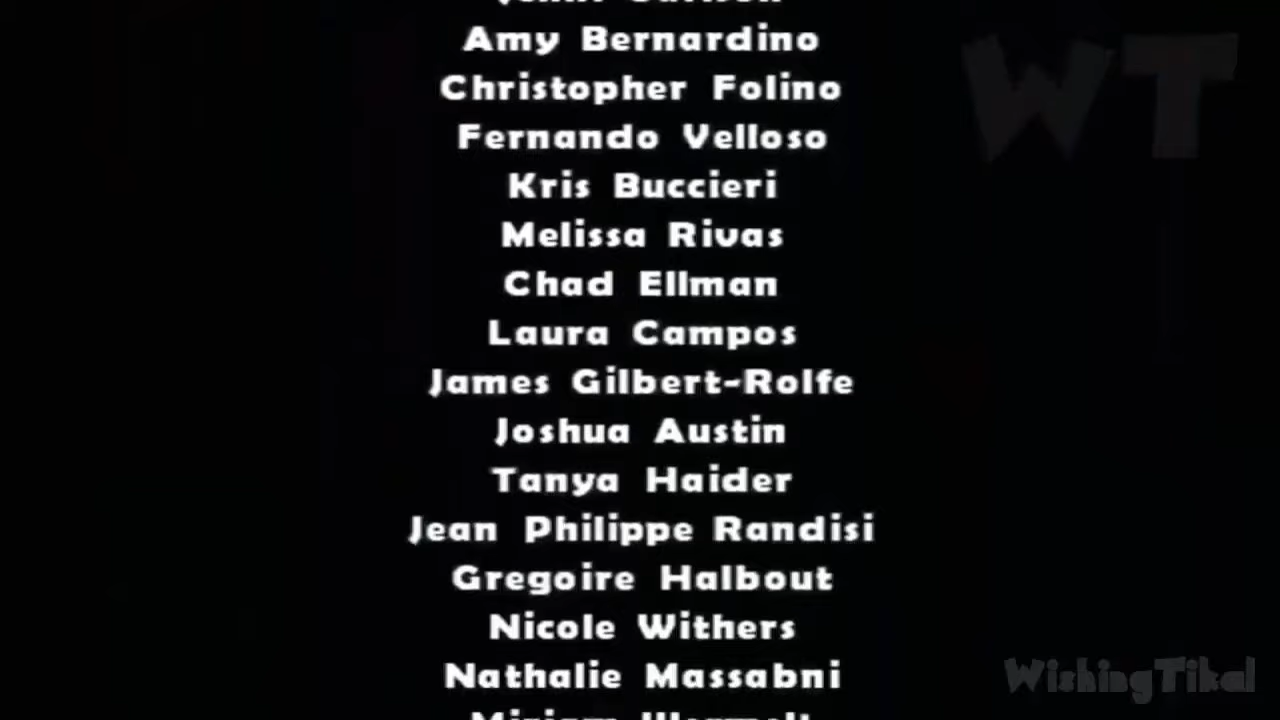 Amy Bernardino
Christopher Folino
Fernando Velloso
Kris Buccieri
Melissa Rivas
Chad Ellman
Laura Campos
James Gilbert-Rolfe
Joshua Austin
Tanya Haider
Jean Philippe Randisi
Gregoire Halbout
Nicole Withers
Nathalie Massabni
WT
WishingTikal